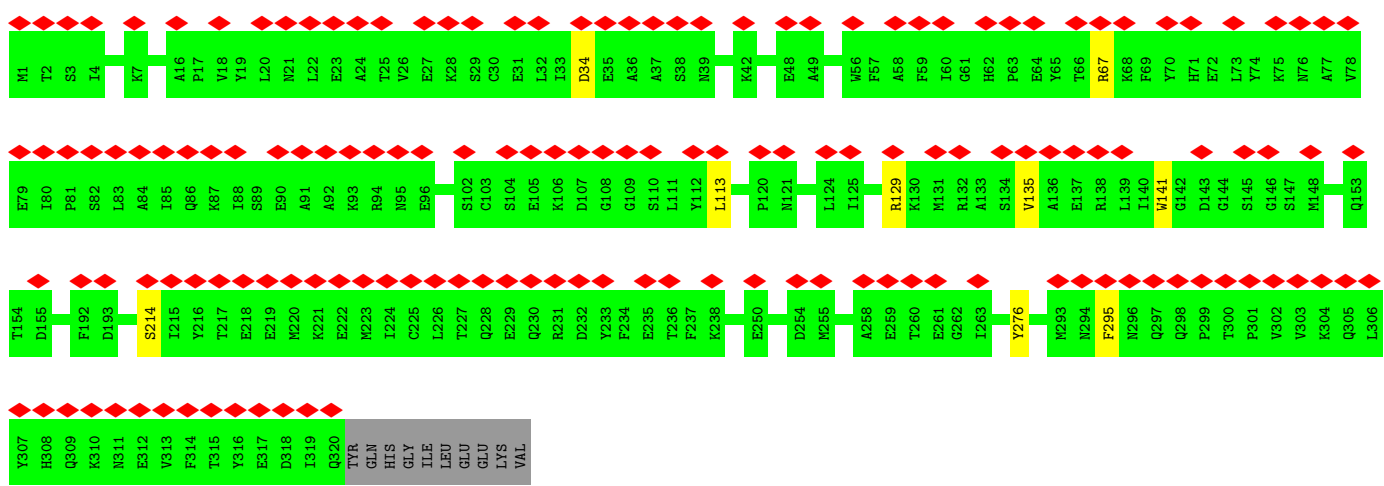 M1 T2 S3 I4 K7 A16 P17 V18 Y19 L20 N21 L22 E23 A24 T25 V26 E27 K28 S29 C30 E31 L32 I33 D34 E35 A36 A37 S38 N39 K42 E48 A49 W56 F57 A58 F59 I60 G61 H62 P63 E64 Y65 T66 R67 K68 F69 Y70 H71 E72 L73 Y74 K75 N76 A77 V78
E79 I80 P81 S82 L83 A84 I85 Q86 K87 I88 S89 E90 A91 A92 K93 R94 N95 E96 S102 C103 S104 E105 K106 D107 G108 G109 S110 L111 Y112 L113 P120 N121 L124 I125 R129 K130 M131 R132 A133 S134 V135 A136 E137 R138 L139 I140 W141 G142 D143 G144 S145 G146 S147 M148 Q153
T154 D155 F192 D193 S214 I215 Y216 T217 E218 E219 M220 K221 E222 M223 I224 C225 L226 T227 Q228 E229 Q230 R231 D232 Y233 F234 E235 T236 F237 K238 E250 D254 M255 A258 E259 T260 E261 G262 I263 Y276 M293 N294 F295 N296 Q297 Q298 P299 T300 P301 V302 V303 K304 Q305 L306
Y307 H308 Q309 K310 N311 E312 V313 F314 T315 Y316 E317 D318 I319 Q320 TYR GLN HIS GLY ILE LEU GLU GLU LYS VAL